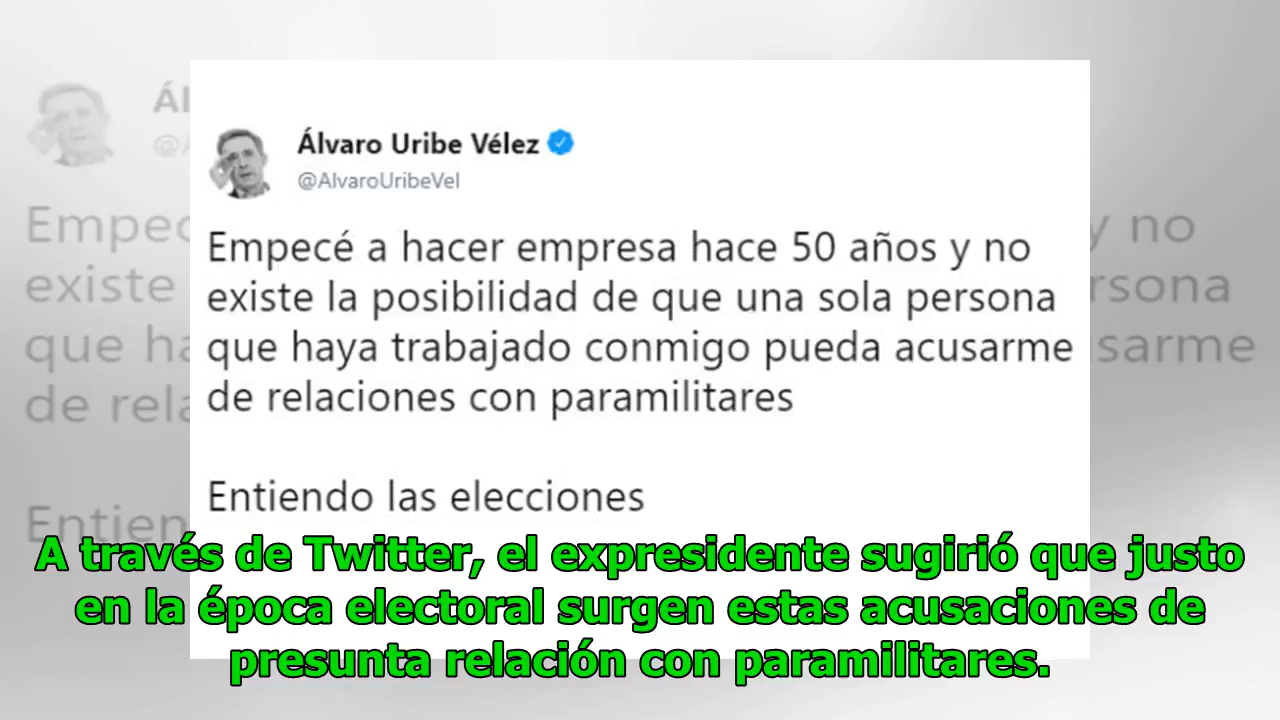 Álvaro Uribe Vélez
@AlvaroUribeVel
Empecé a hacer empresa hace 50 años y no
existe la posibilidad de que una sola persona
que haya trabajado conmigo pueda acusarme
de relaciones con paramilitares
Entiendo las elecciones
A través de Twitter, el expresidente sugirió que justo
en la época electoral surgen estas acusaciones de
presunta relación con paramilitares.